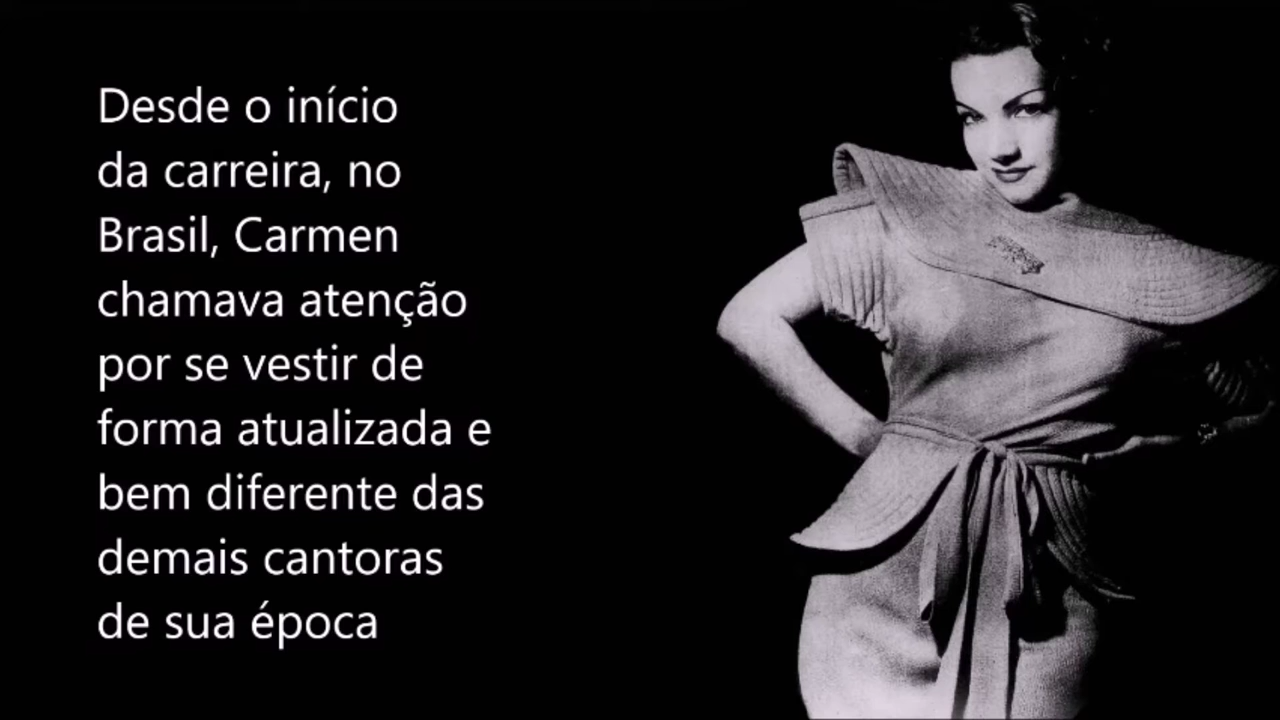 Desde o início
da carreira, no
Brasil, Carmen
chamava atenção
por se vestir de
forma atualizada e
bem diferente das
demais cantoras
de sua época